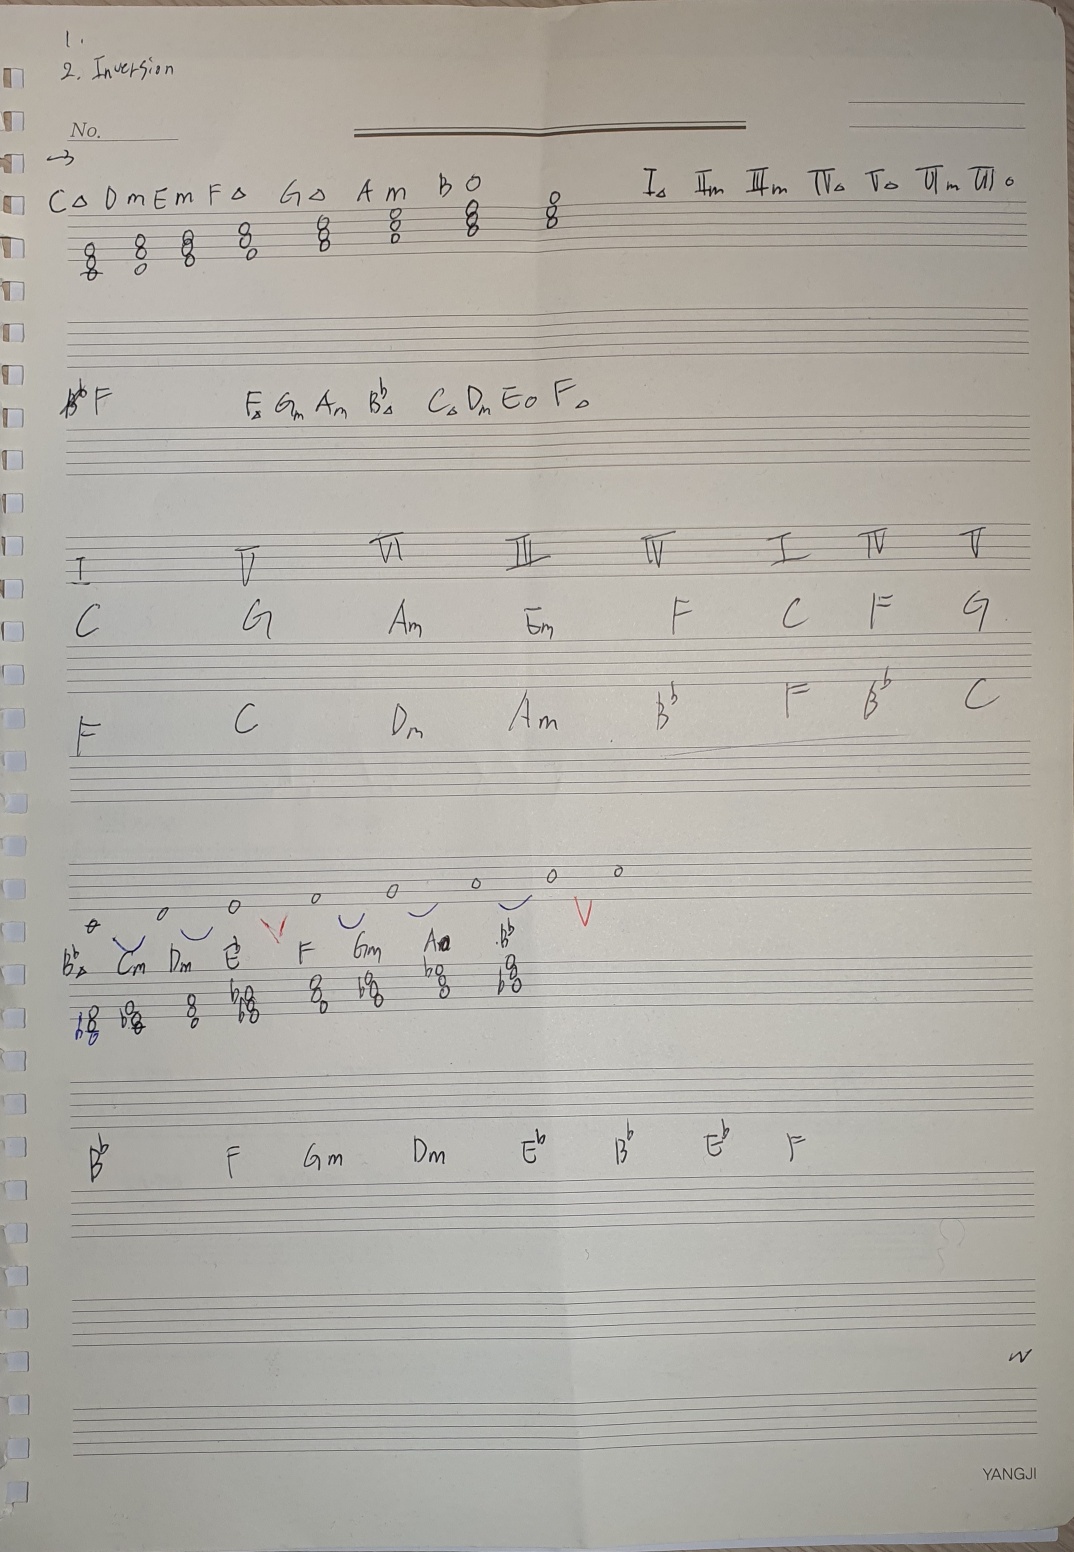 1.
2. Inversion
No.
→
C△ Dm Em F△ G△ Am B○ I△ IIm IIIm IV△ V△ VIm VII○
F F△ Gm Am B♭△ C△ Dm E○ F△
I V VI III IV I IV V
C G Am Em F C F G
F C Dm Am B♭ F B♭ C
V V
B♭△ Cm Dm E♭ F Gm B♭
B♭ F Gm Dm E♭ B♭ E♭ F
YANGJI